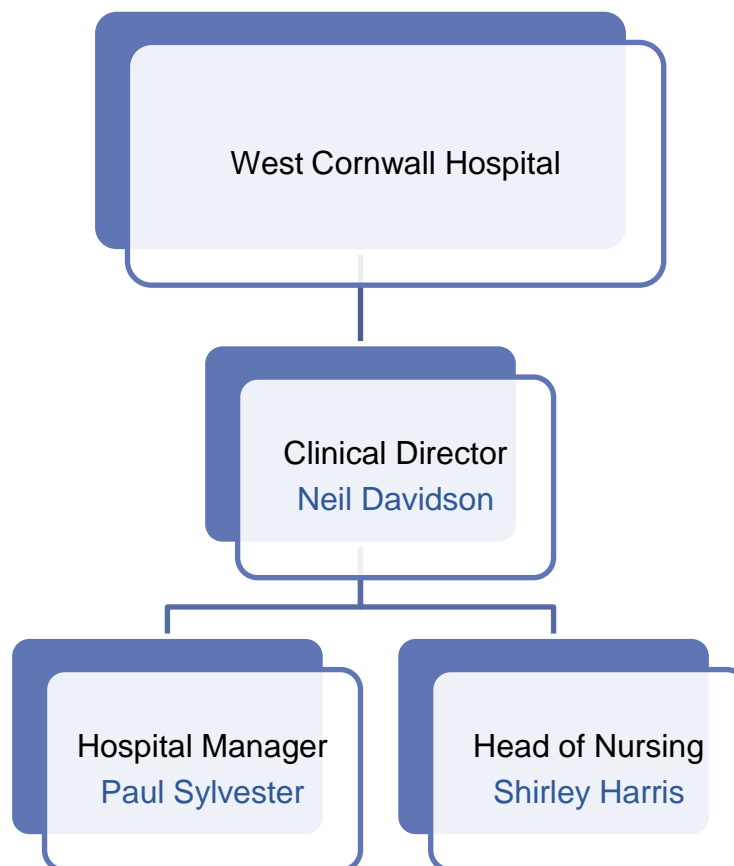 West Cornwall Hospital
Clinical Director
Neil Davidson
Hospital Manager
Paul Sylvester
Head of Nursing
Shirley Harris